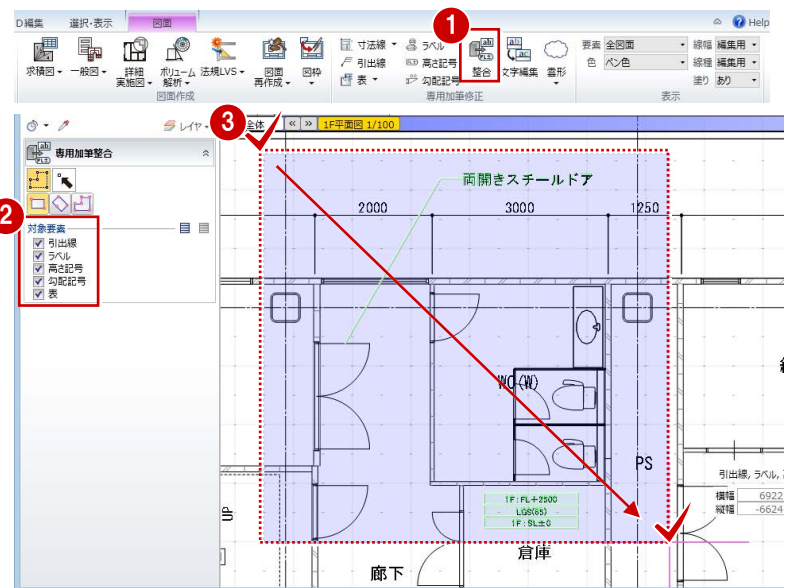 D編集 選択・表示 図面 Help
1
求積図 一般図 詳細実施図 ボリューム解析 法規LVS 図面再作成 図枠
寸法線 ラベル
引出線 高さ記号
表 勾配記号
整合 文字編集 雲形
要素 全図面 線幅 編集用
色 ペン色 線種 編集用
塗り あり
図面作成 専用加筆修正 表示
レイヤ 3 全体 « » 1F平面図 1/100
専用加筆整合
両開きスチールドア
2000 3000 1250
2
対象要素
引出線
ラベル
高さ記号
勾配記号
表
WC(W)
PS
引出線, ラベル,
横幅 6922
縦幅 -6624
1F:FL+2500
LGS(65)
1F:SL±0
UP
倉庫
廊下